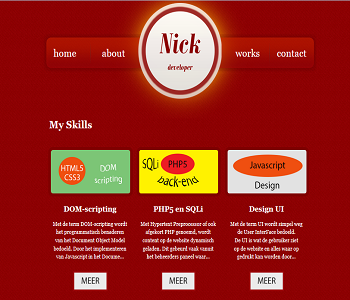 home about Nick works contact
developer
My Skills
HTML5
CSS3
DOM
scripting
SQLi
PHP5
back-end
Javascript
Design
DOM-scripting
Met de term DOM-scripting wordt
het programmatisch benaderen
van het Document Object Model
bedoeld. Door het implementeren
van Javascript in het Docume...
MEER
PHP5 en SQLi
Met Hypertext Preprocessor of ook
afgekort PHP genoemd, wordt
content op de website dynamisch
geladen. Dit gebeurt vaak vanuit
het beheerders paneel waar...
MEER
Design UI
Met de term UI wordt simpel weg
de User Interface bedoeld.
De UI is wat de gebruiker ziet
op de website en alles waar op
gedrukt kan worden door...
MEER